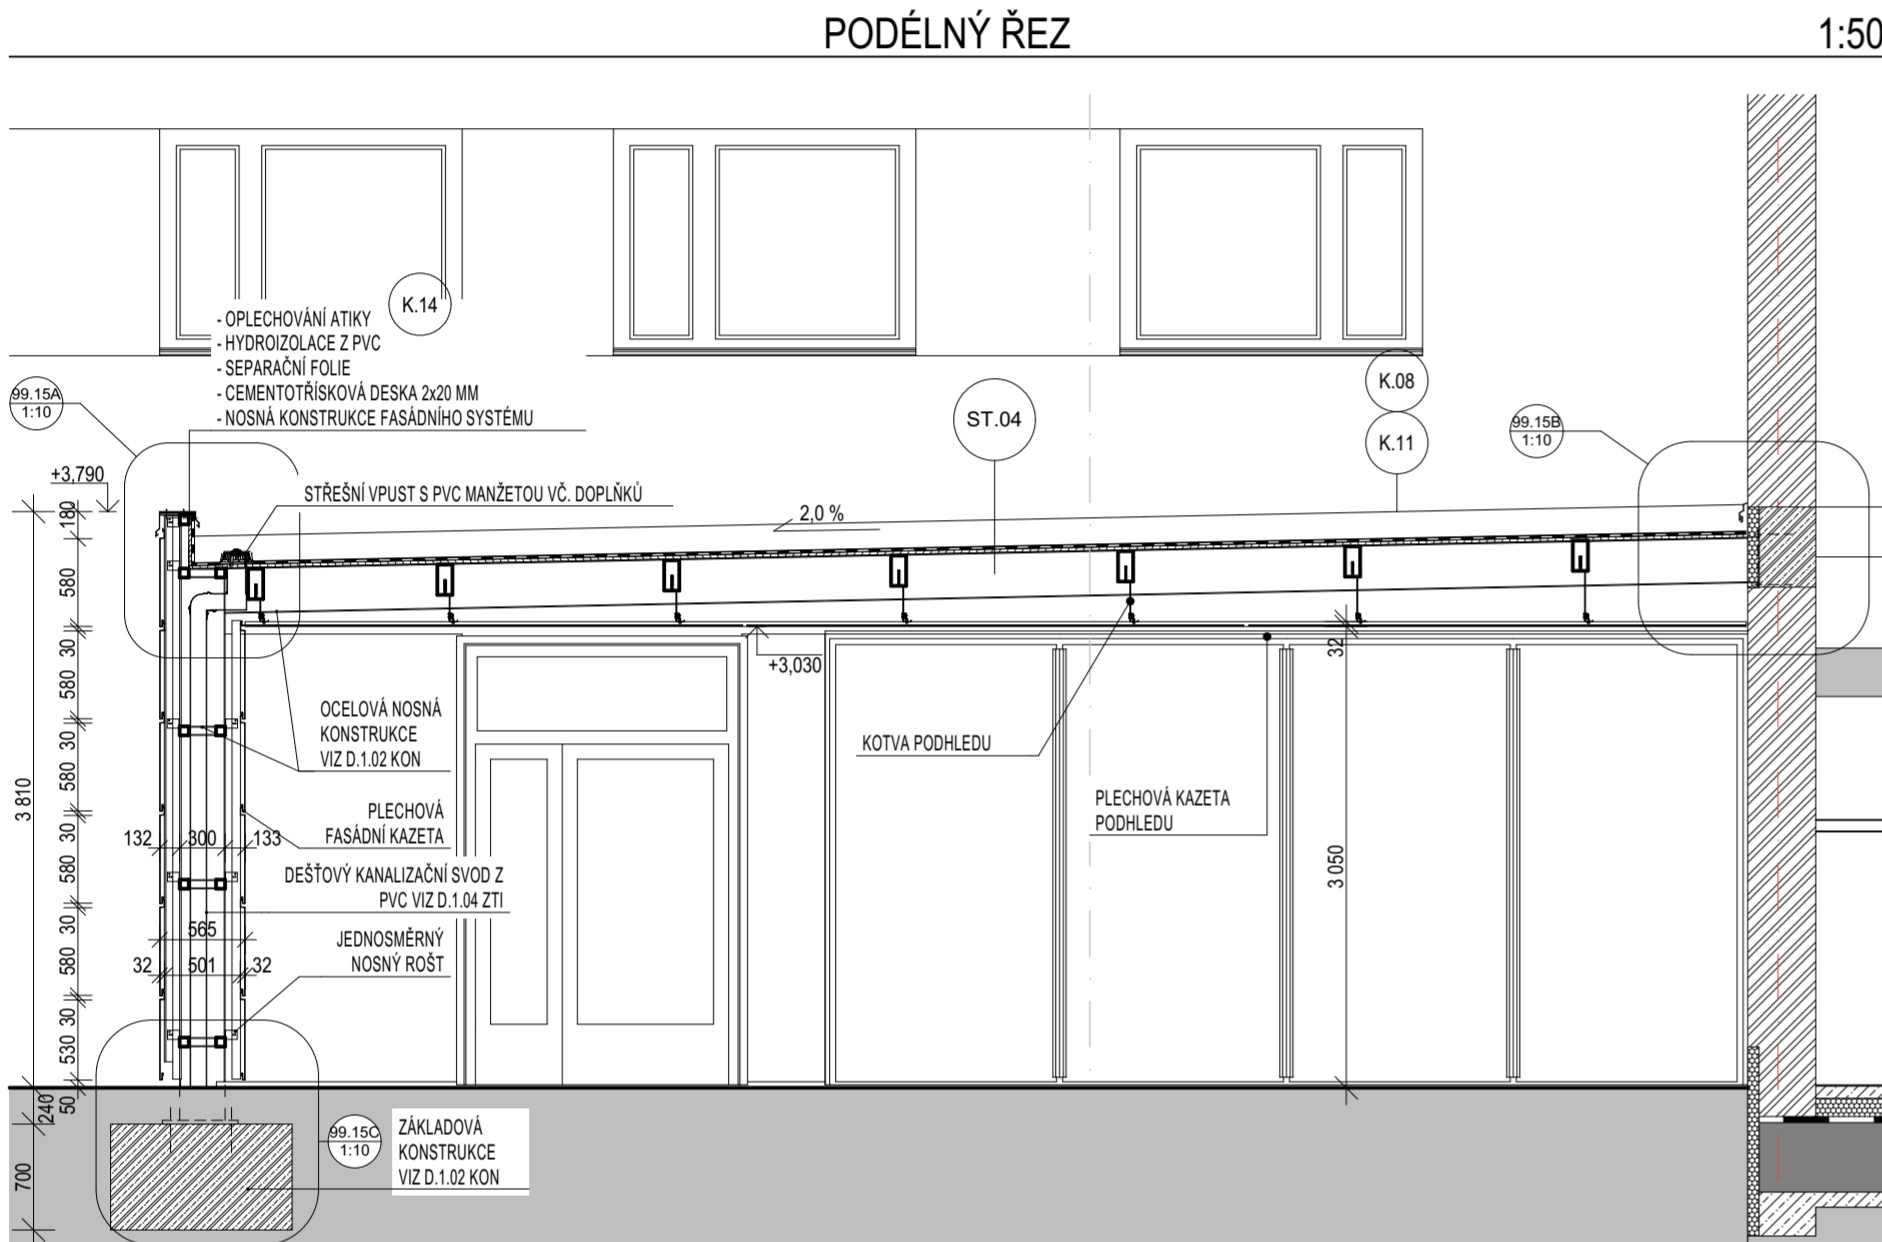 PODÉLNÝ ŘEZ
1:50
K.14
- OPLECHOVÁNÍ ATIKY
- HYDROIZOLACE Z PVC
- SEPARAČNÍ FOLIE
- CEMENTOTŘÍSKOVÁ DESKA 2x20 MM
- NOSNÁ KONSTRUKCE FASÁDNÍHO SYSTÉMU
99.15A
1:10
K.08
K.11
ST.04
99.15B
1:10
+3,790
STŘEŠNÍ VPUST S PVC MANŽETOU VČ. DOPLŇKŮ
2,0 %
180
580
30
580
30
580
30
580
30
580
30
530
50
3 810
240
700
+3,030
32
OCELOVÁ NOSNÁ
KONSTRUKCE
VIZ D.1.02 KON
KOTVA PODHLEDU
PLECHOVÁ
FASÁDNÍ KAZETA
PLECHOVÁ KAZETA
PODHLEDU
132
300
133
DEŠŤOVÝ KANALIZAČNÍ SVOD Z
PVC VIZ D.1.04 ZTI
3 050
565
JEDNOSMĚRNÝ
NOSNÝ ROŠT
32
501
32
99.15C
1:10
ZÁKLADOVÁ
KONSTRUKCE
VIZ D.1.02 KON